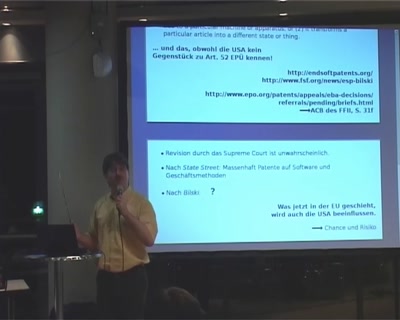 particular article into a different state or thing.
... und das, obwohl die USA kein
Gegenstück zu Art. 52 EPÜ kennen!
http://endsoftpatents.org/
http://www.fsf.org/news/esp-bilski
http://www.epo.org/patents/appeals/eba-decisions/
referrals/pending/briefs.html
⟶ACB des FFII, S. 31f
• Revision durch das Supreme Court ist unwahrscheinlich.
• Nach State Street: Massenhaft Patente auf Software und
Geschäftsmethoden
• Nach Bilski: ?
Was jetzt in der EU geschieht,
wird auch die USA beeinflussen.
⟶ Chance und Risiko